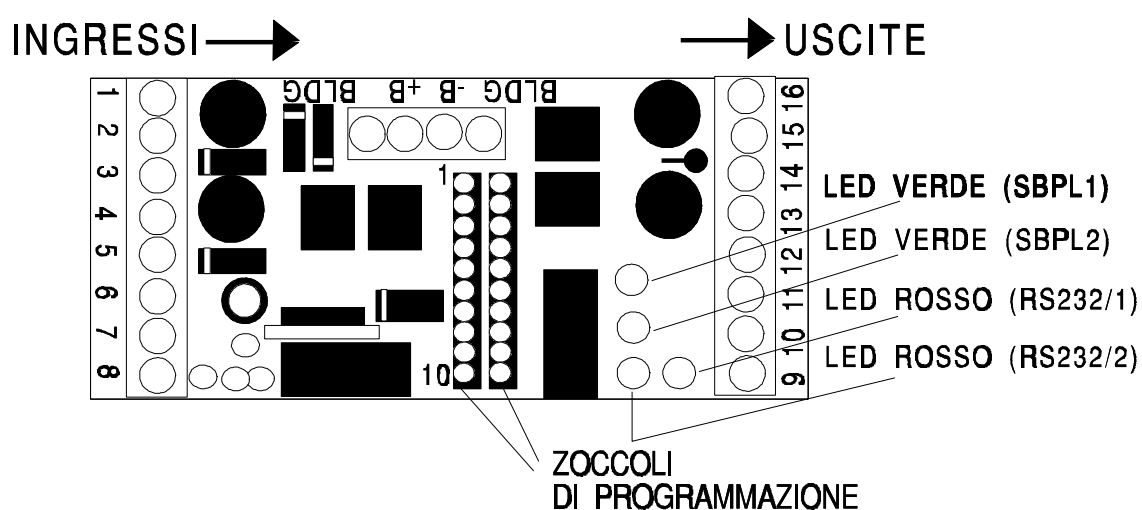 INGRESSI
USCITE
BLDG +B -B BLDG
1
2
3
4
5
6
7
8
1
10
16
15
14
13
12
11
10
9
LED VERDE (SBPL1)
LED VERDE (SBPL2)
LED ROSSO (RS232/1)
LED ROSSO (RS232/2)
ZOCCOLI
DI PROGRAMMAZIONE